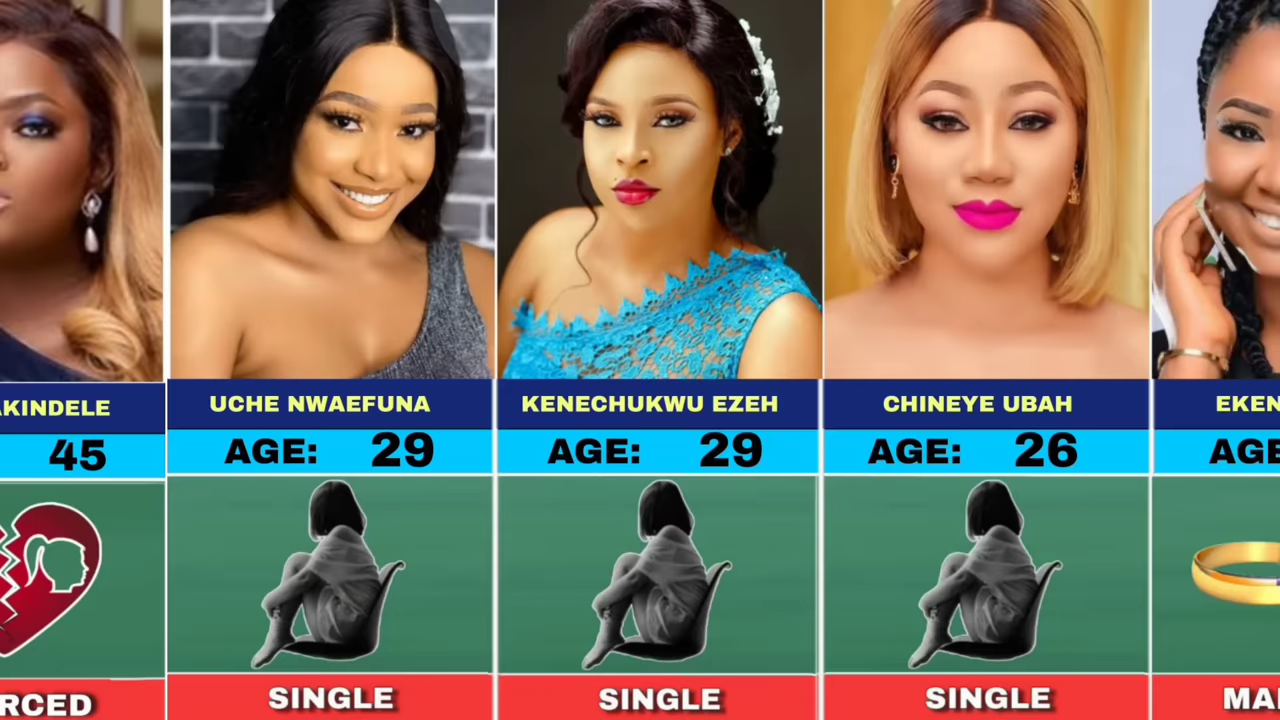 AKINDELE
45
RCED
UCHE NWAEFUNA
AGE: 29
SINGLE
KENECHUKWU EZEH
AGE: 29
SINGLE
CHINEYE UBAH
AGE: 26
SINGLE
EKEN
AGE
MA